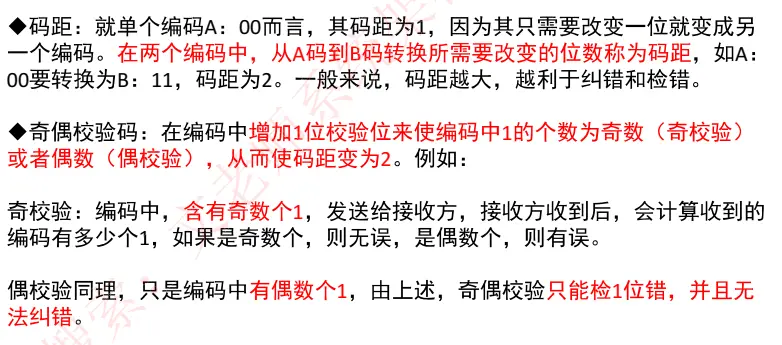 ◆码距：就单个编码A：00而言，其码距为1，因为其只需要改变一位就变成另
一个编码。在两个编码中，从A码到B码转换所需要改变的位数称为码距，如A：
00要转换为B：11，码距为2。一般来说，码距越大，越利于纠错和检错。
◆奇偶校验码：在编码中增加1位校验位来使编码中1的个数为奇数（奇校验）
或者偶数（偶校验），从而使码距变为2。例如：
奇校验：编码中，含有奇数个1，发送给接收方，接收方收到后，会计算收到的
编码有多少个1，如果是奇数个，则无误，是偶数个，则有误。
偶校验同理，只是编码中有偶数个1，由上述，奇偶校验只能检1位错，并且无
法纠错。